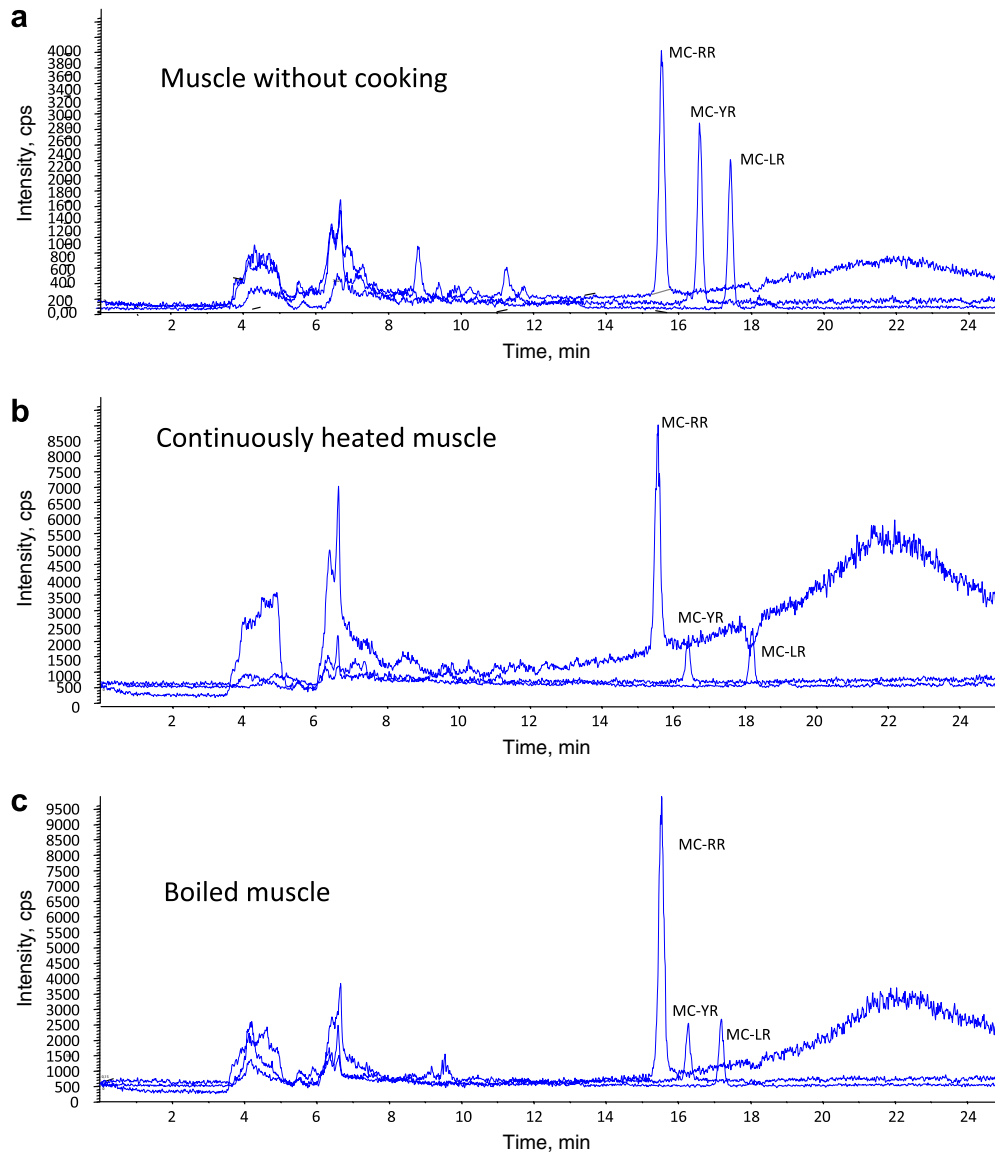 a
Muscle without cooking
Intensity, cps
4000
3800
3600
3400
3200
3000
2800
2600
2400
2200
2000
1800
1600
1400
1200
1000
800
600
400
200
0,00
MC-RR
MC-YR
MC-LR
2 4 6 8 10 12 14 16 18 20 22 24
Time, min
b
Continuously heated muscle
Intensity, cps
8500
8000
7500
7000
6500
6000
5500
5000
4500
4000
3500
3000
2500
2000
1500
1000
500
0
MC-RR
MC-YR
MC-LR
2 4 6 8 10 12 14 16 18 20 22 24
Time, min
c
Boiled muscle
Intensity, cps
9500
9000
8500
8000
7500
7000
6500
6000
5500
5000
4500
4000
3500
3000
2500
2000
1500
1000
500
0
MC-RR
MC-YR
MC-LR
2 4 6 8 10 12 14 16 18 20 22 24
Time, min